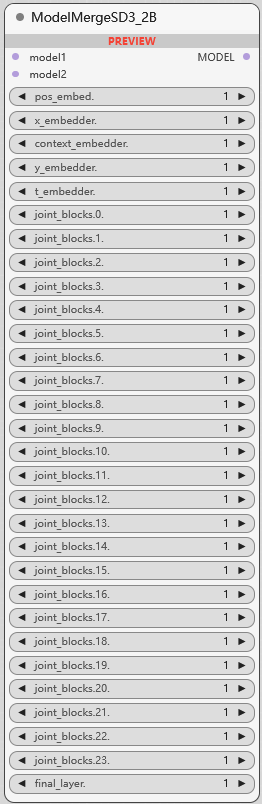 ModelMergeSD3_2B
PREVIEW
model1 MODEL
model2
pos_embed. 1
x_embedder. 1
context_embedder. 1
y_embedder. 1
t_embedder. 1
joint_blocks.0. 1
joint_blocks.1. 1
joint_blocks.2. 1
joint_blocks.3. 1
joint_blocks.4. 1
joint_blocks.5. 1
joint_blocks.6. 1
joint_blocks.7. 1
joint_blocks.8. 1
joint_blocks.9. 1
joint_blocks.10. 1
joint_blocks.11. 1
joint_blocks.12. 1
joint_blocks.13. 1
joint_blocks.14. 1
joint_blocks.15. 1
joint_blocks.16. 1
joint_blocks.17. 1
joint_blocks.18. 1
joint_blocks.19. 1
joint_blocks.20. 1
joint_blocks.21. 1
joint_blocks.22. 1
joint_blocks.23. 1
final_layer. 1